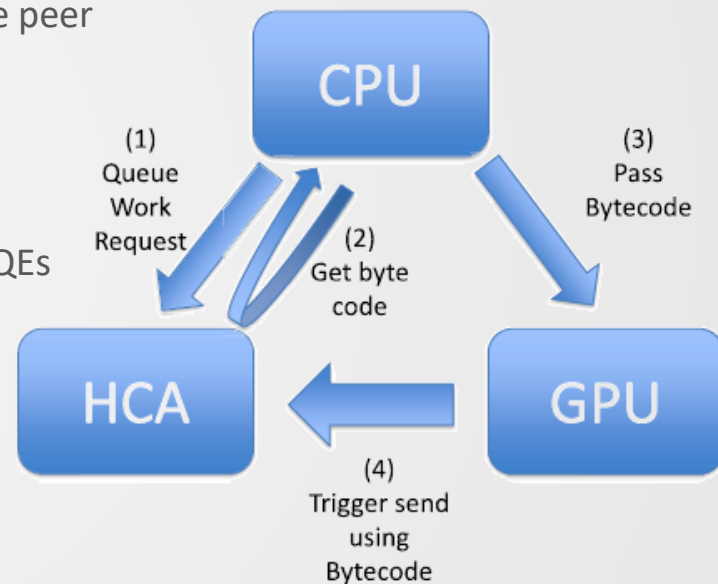 e peer
CPU
(1)
Queue
Work
Request
(3)
Pass
Bytecode
(2)
Get byte
code
QEs
HCA
GPU
(4)
Trigger send
using
Bytecode